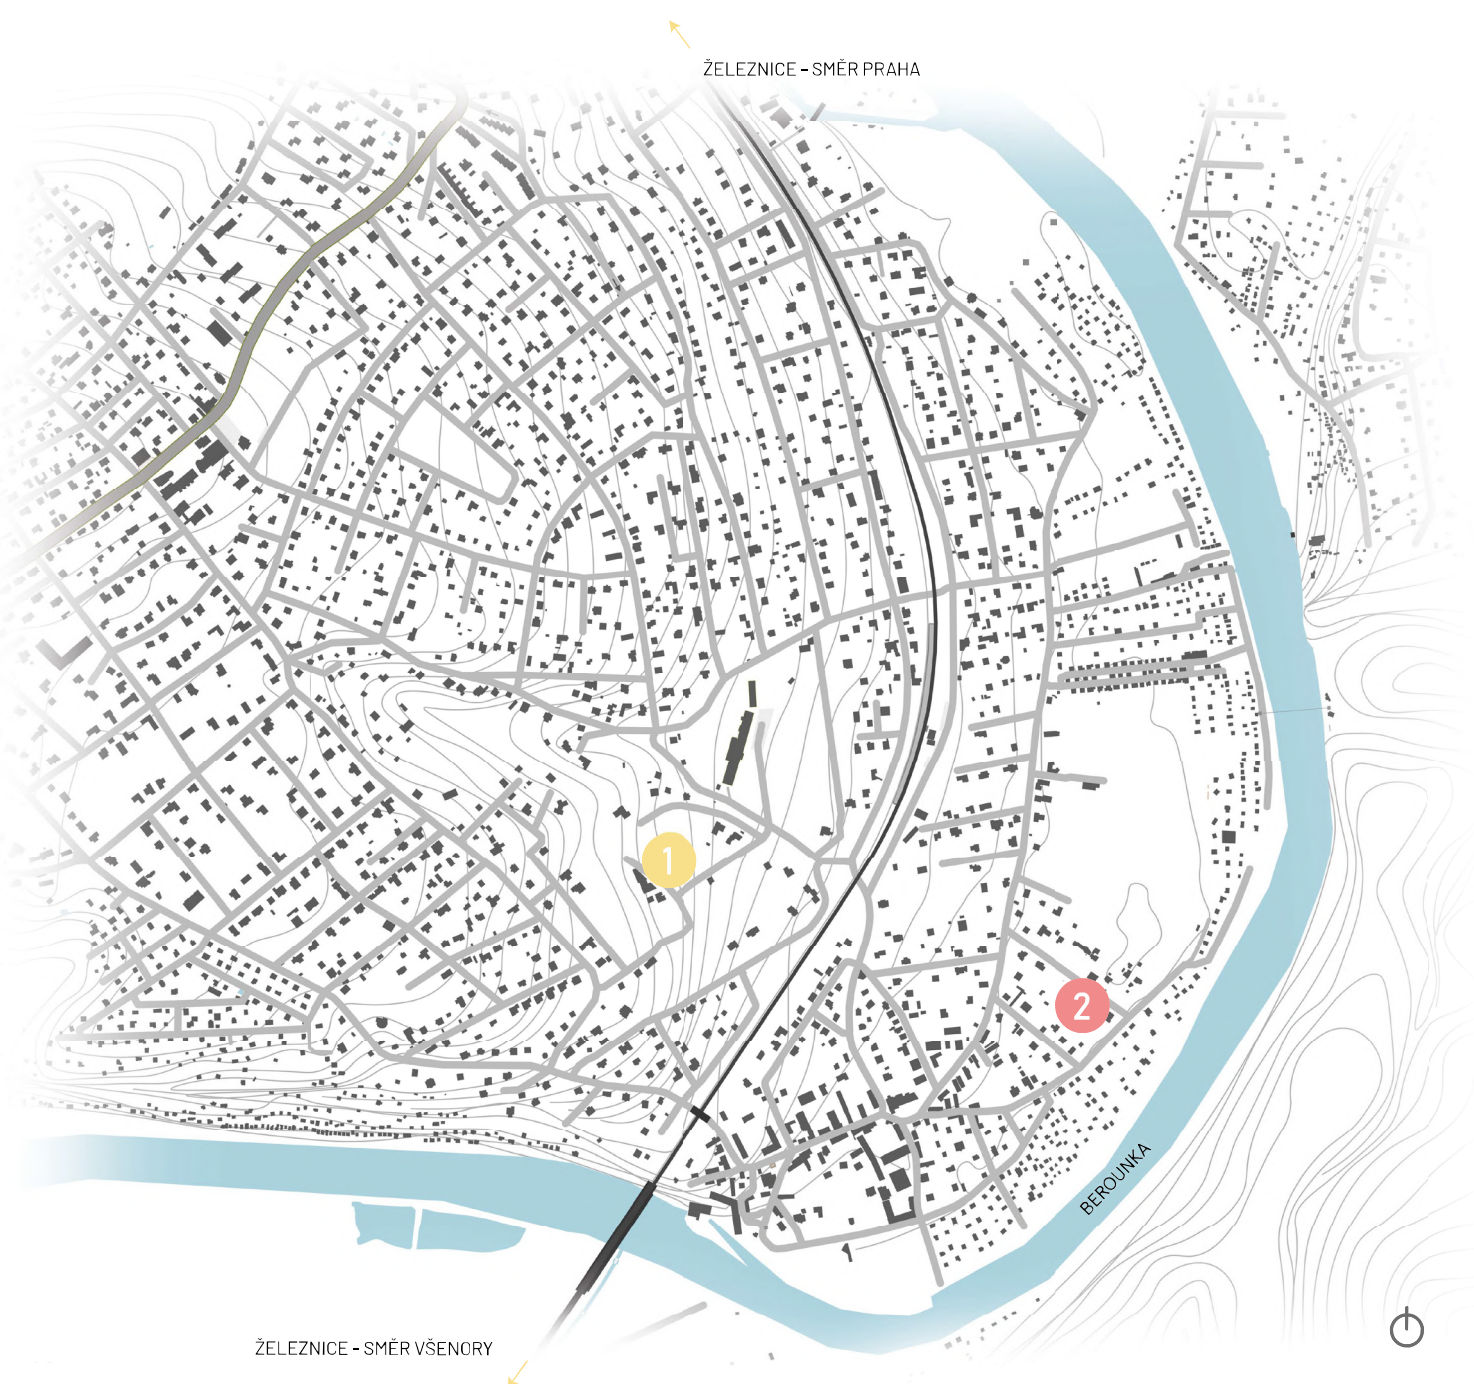 ŽELEZNICE - SMĚR PRAHA
1
2
BEROUNKA
ŽELEZNICE - SMĚR VŠENORY